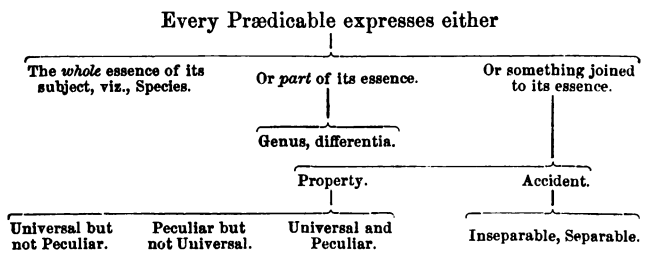 Every Prædicable expresses either
The whole essence of its
subject, viz., Species.
Or part of its essence.
Or something joined
to its essence.
Genus, differentia.
Property.
Accident.
Universal but
not Peculiar.
Peculiar but
not Universal.
Universal and
Peculiar.
Inseparable, Separable.